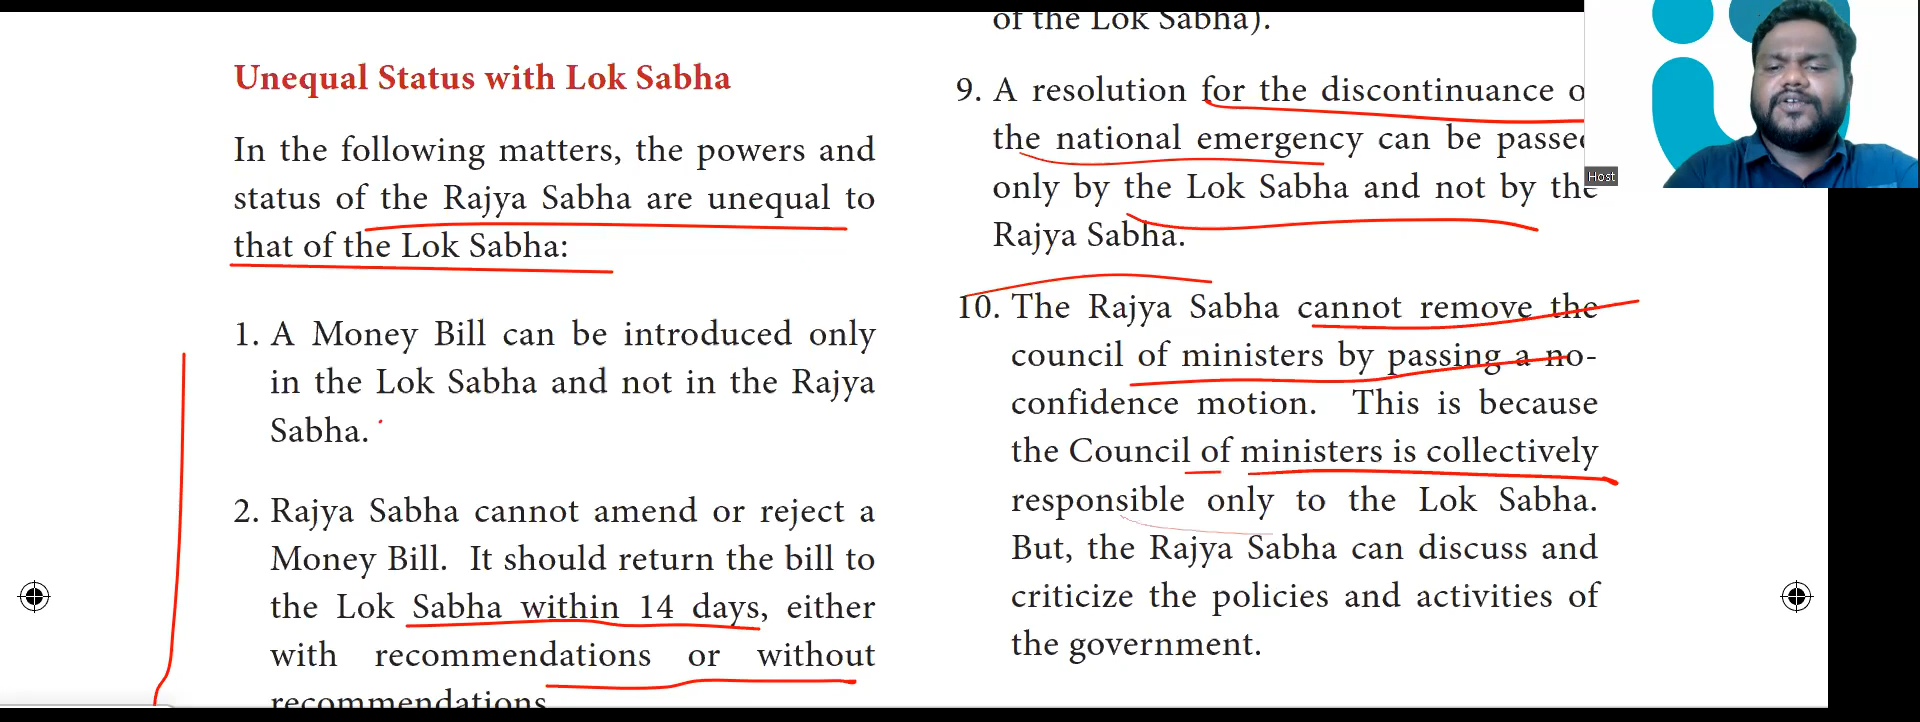 Unequal Status with Lok Sabha
In the following matters, the powers and
status of the Rajya Sabha are unequal to
that of the Lok Sabha:
1. A Money Bill can be introduced only
in the Lok Sabha and not in the Rajya
Sabha.
2. Rajya Sabha cannot amend or reject a
Money Bill. It should return the bill to
the Lok Sabha within 14 days, either
with recommendations or without
recommendations.
of the Lok Sabha).
9. A resolution for the discontinuance o
the national emergency can be passed
only by the Lok Sabha and not by the
Rajya Sabha.
10. The Rajya Sabha cannot remove the
council of ministers by passing a no-
confidence motion. This is because
the Council of ministers is collectively
responsible only to the Lok Sabha.
But, the Rajya Sabha can discuss and
criticize the policies and activities of
the government.
Host